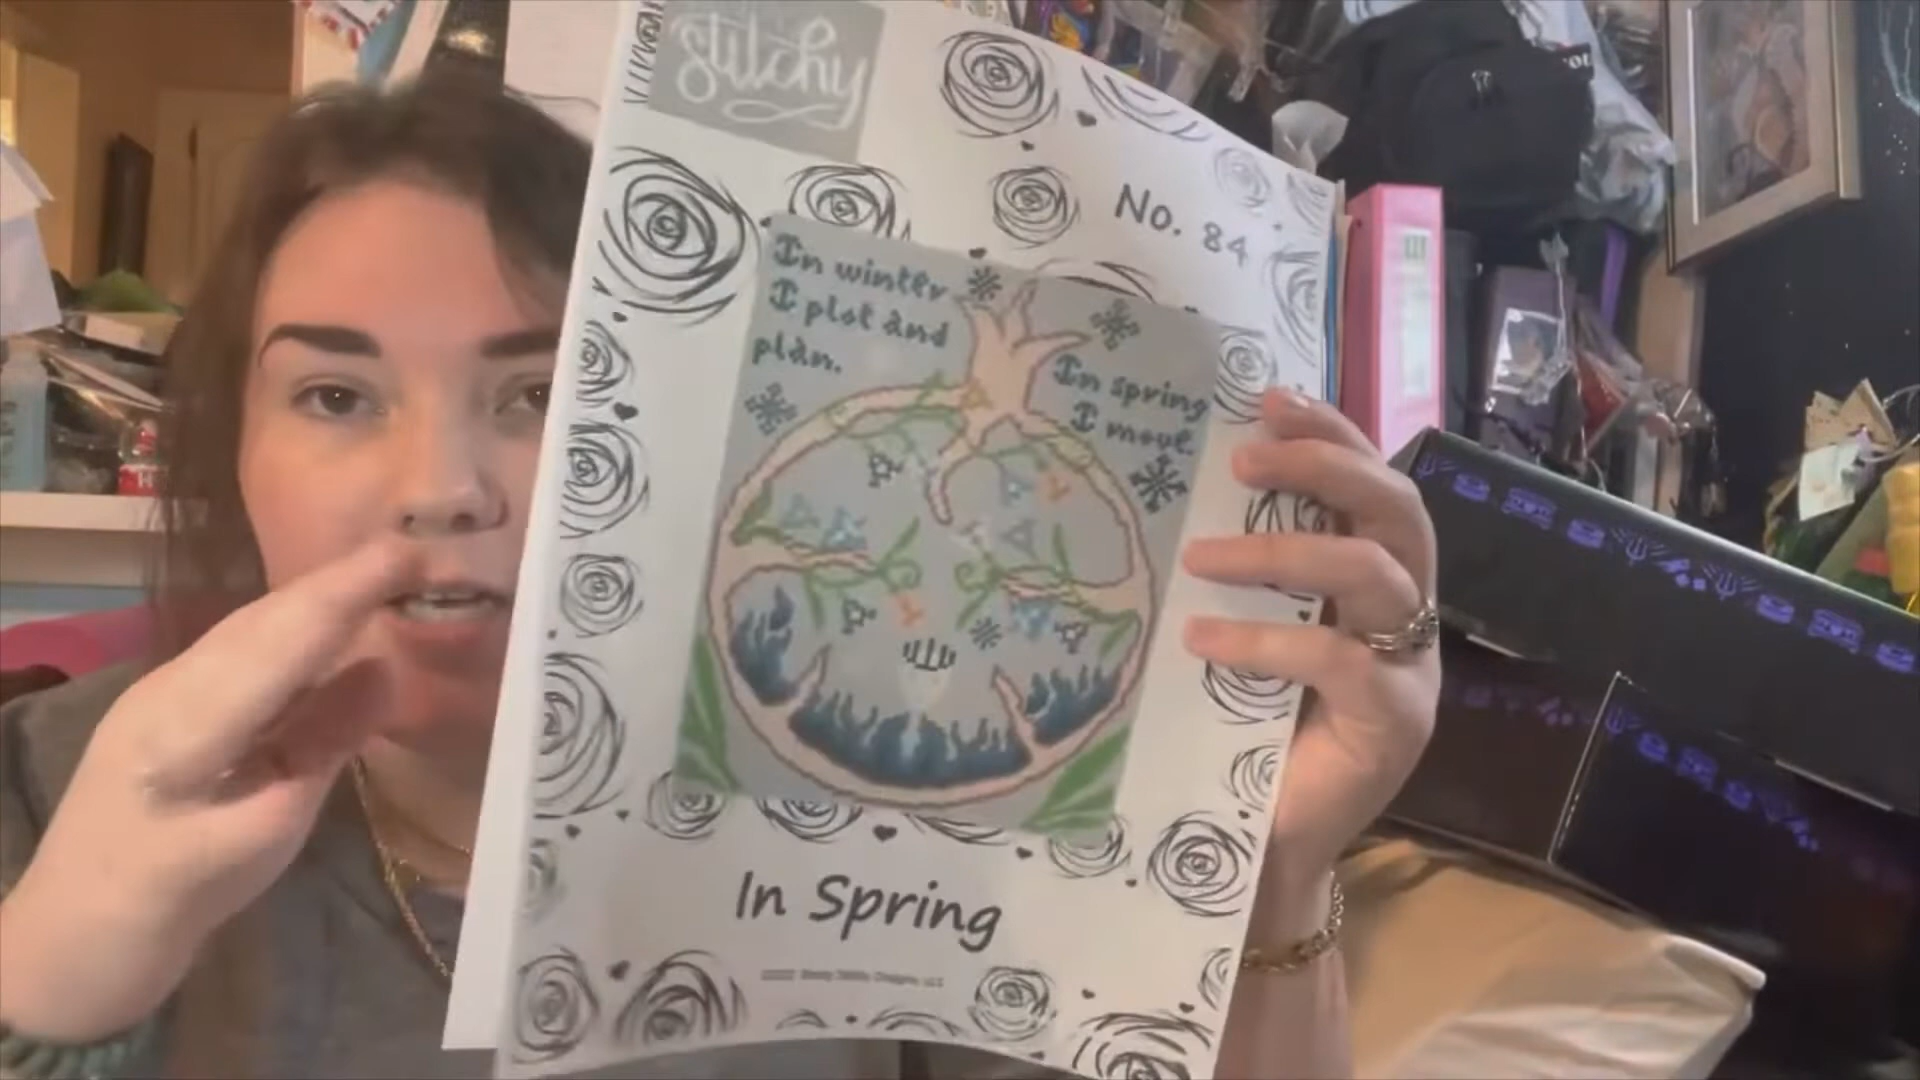 stitchy
No. 84
In winter
I plot and
plan.
In spring
I move.
In Spring